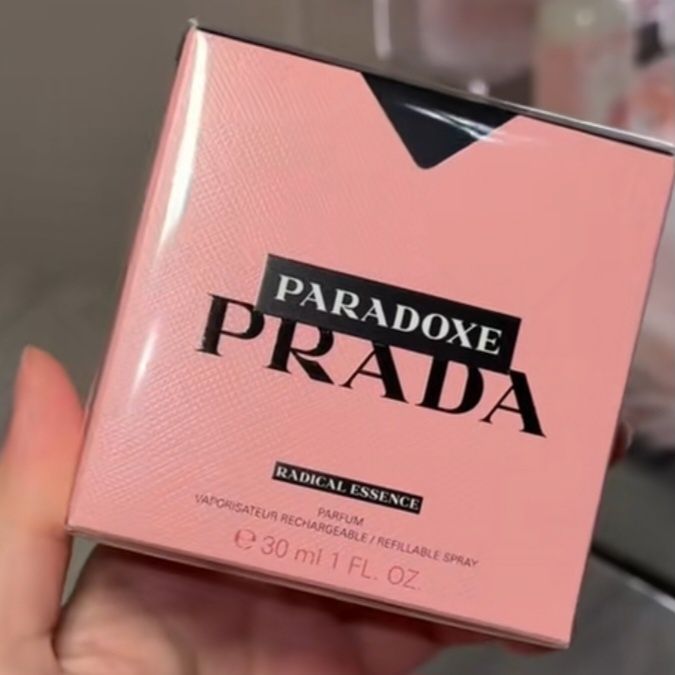 PARADOXE
PRADA
RADICAL ESSENCE
PARFUM
VAPORISATEUR RECHARGEABLE / REFILLABLE SPRAY
℮ 30 ml 1 FL. OZ.